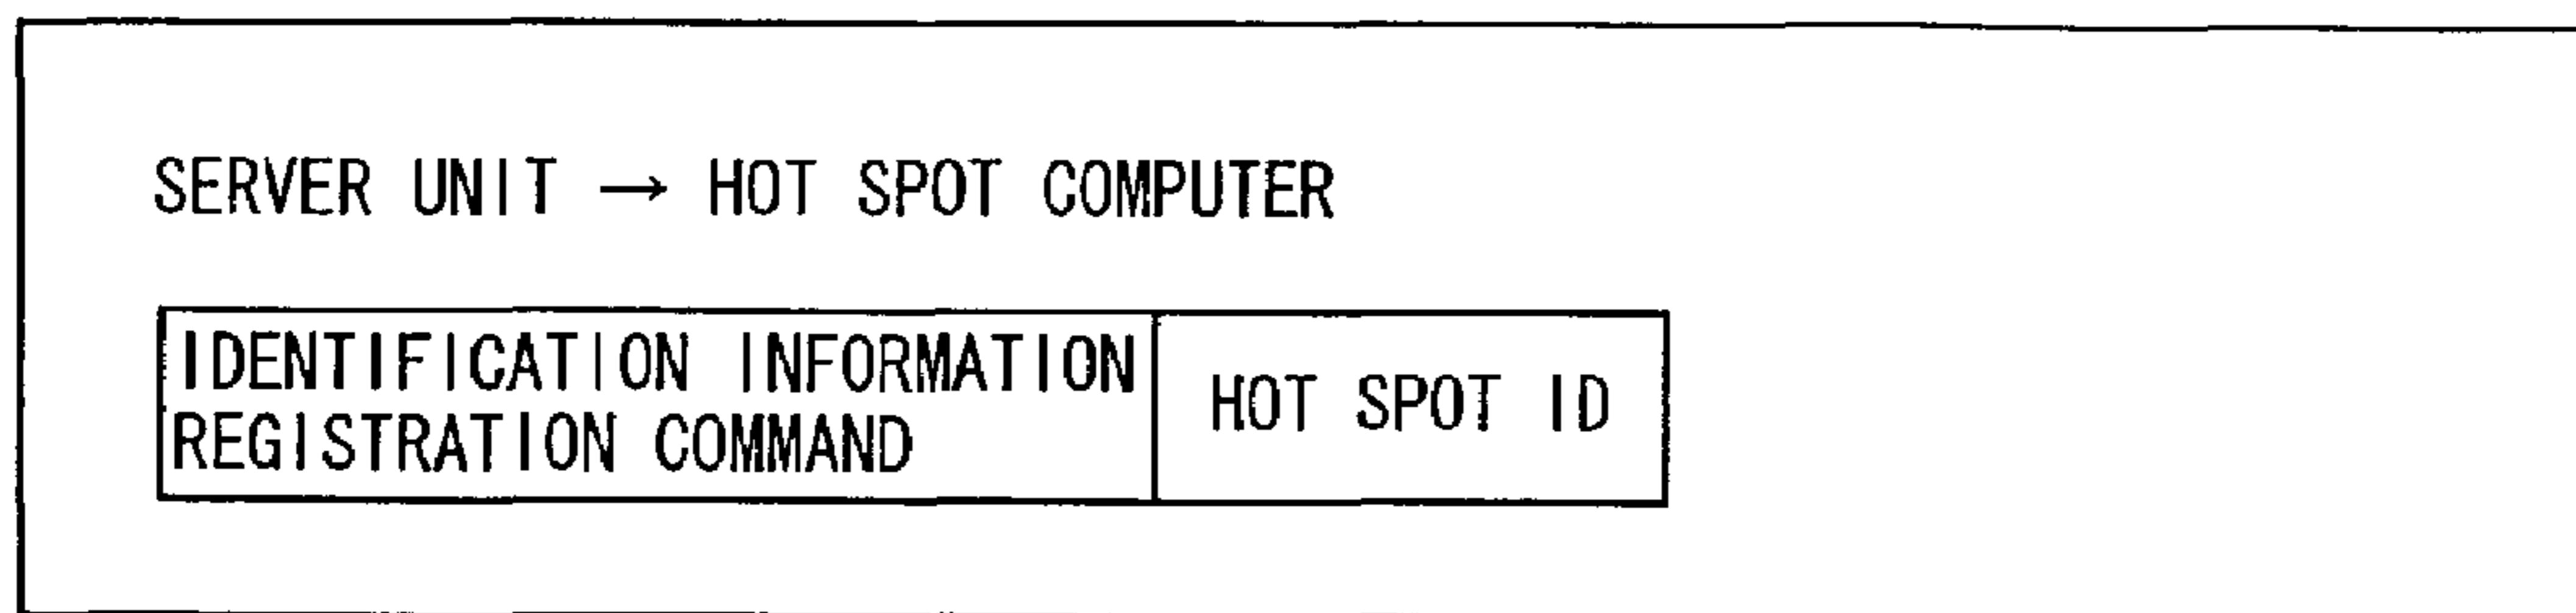 SERVER UNIT → HOT SPOT COMPUTER
IDENTIFICATION INFORMATION
REGISTRATION COMMAND
HOT SPOT ID